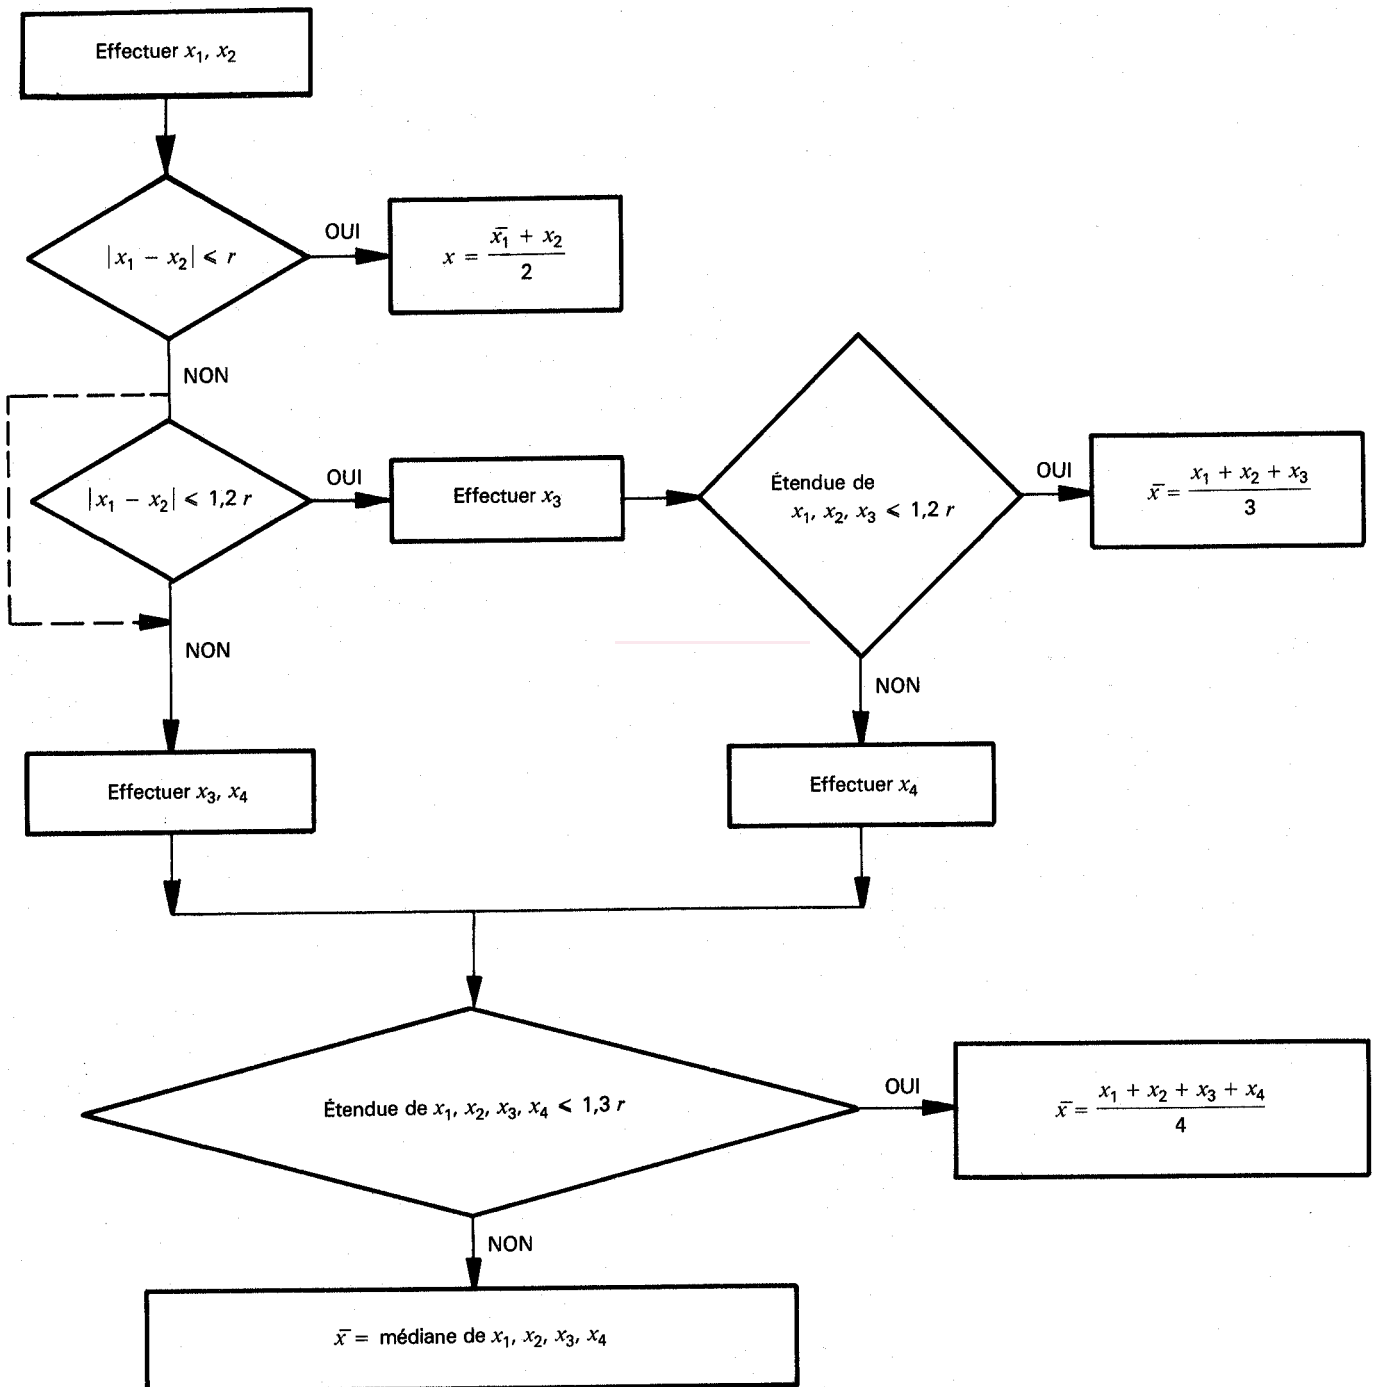 Effectuer x₁, x₂
|x₁ − x₂| ⩽ r
OUI
x = x̄₁ + x₂
2
NON
|x₁ − x₂| ⩽ 1,2 r
OUI
Effectuer x₃
Étendue de
x₁, x₂, x₃ ⩽ 1,2 r
OUI
x̄ = x₁ + x₂ + x₃
3
NON
NON
Effectuer x₃, x₄
Effectuer x₄
Étendue de x₁, x₂, x₃, x₄ < 1,3 r
OUI
x̄ = x₁ + x₂ + x₃ + x₄
4
NON
x̄ = médiane de x₁, x₂, x₃, x₄